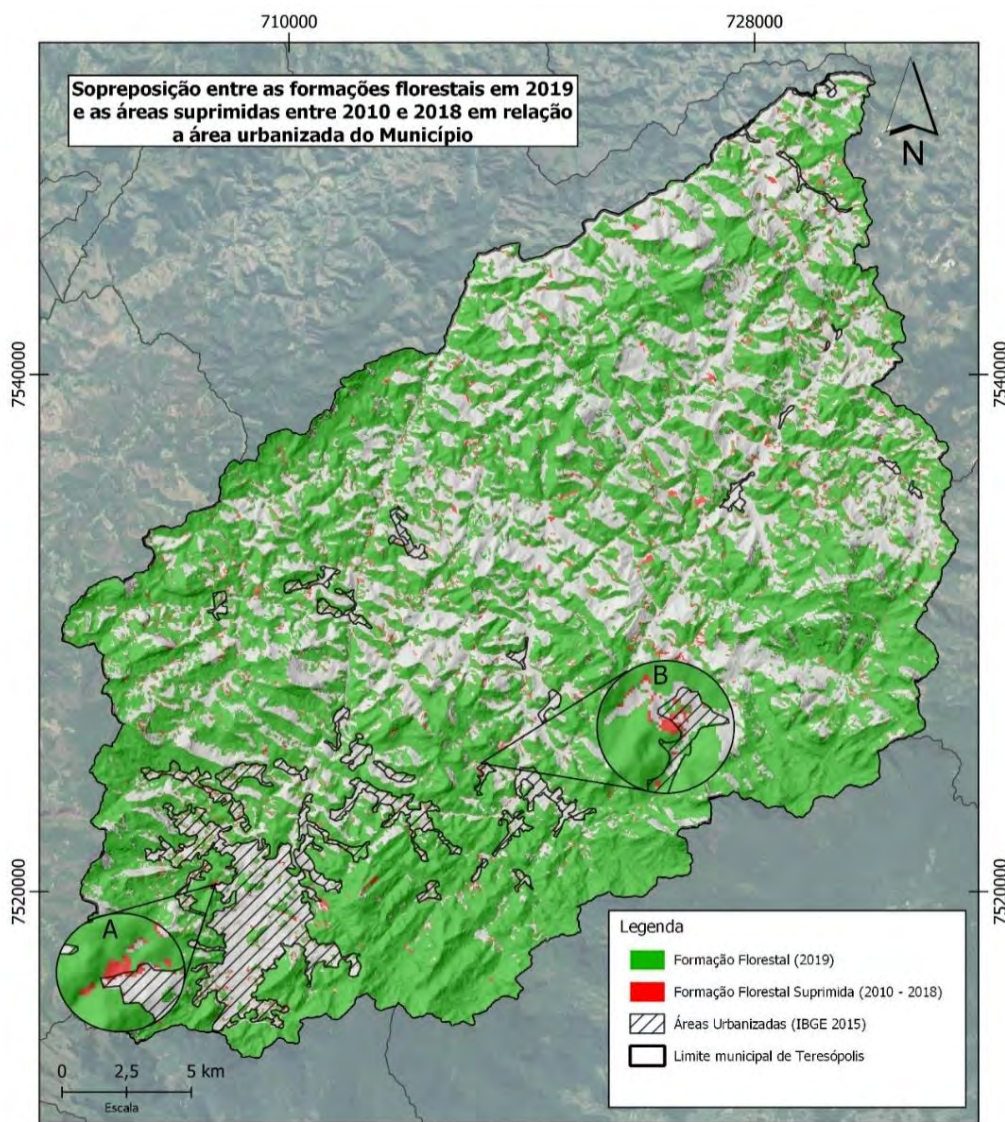 710000
728000
Sopreposição entre as formações florestais em 2019
e as áreas suprimidas entre 2010 e 2018 em relação
a área urbanizada do Município
N
7540000
7540000
B
7520000
7520000
A
Legenda
Formação Florestal (2019)
Formação Florestal Suprimida (2010 - 2018)
Áreas Urbanizadas (IBGE 2015)
Limite municipal de Teresópolis
0 2,5 5 km
Escala